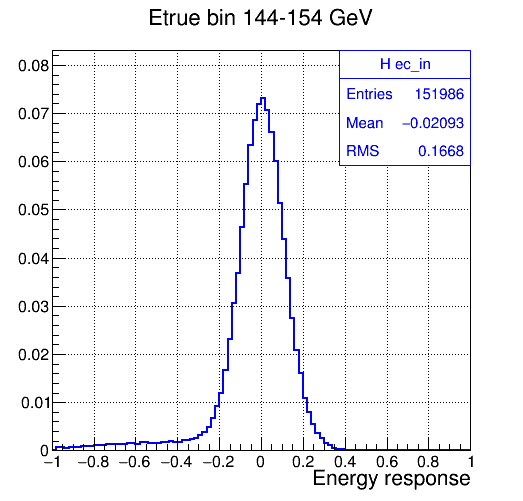 Etrue bin 144-154 GeV
H ec_in
Entries 151986
Mean −0.02093
RMS 0.1668
0.08
0.07
0.06
0.05
0.04
0.03
0.02
0.01
0
−1 −0.8 −0.6 −0.4 −0.2 0 0.2 0.4 0.6 0.8 1
Energy response